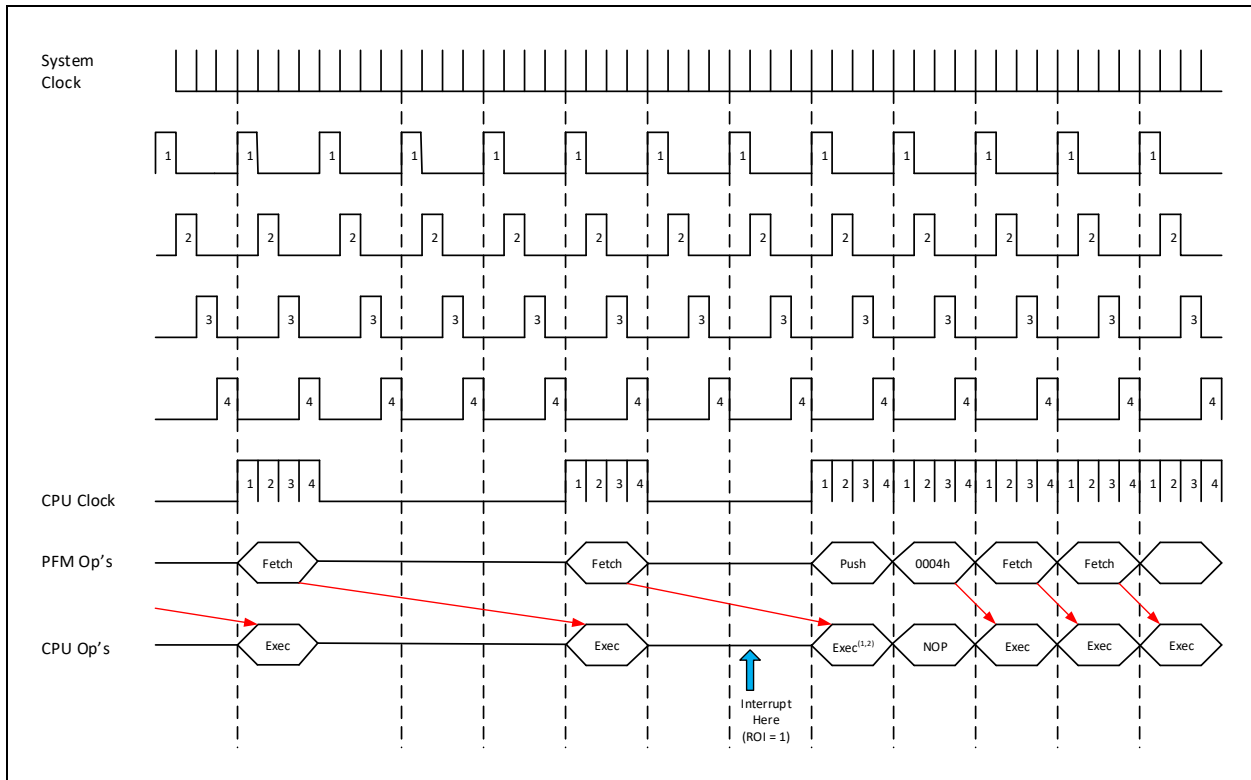 System
Clock
1 1 1 1 1 1 1 1 1 1 1 1 1
2 2 2 2 2 2 2 2 2 2 2 2 2
3 3 3 3 3 3 3 3 3 3 3 3 3
4 4 4 4 4 4 4 4 4 4 4 4 4
CPU Clock 1 2 3 4 1 2 3 4 1 2 3 4 1 2 3 4 1 2 3 4 1 2 3 4 1 2 3 4
PFM Op's Fetch Fetch Push 0004h Fetch Fetch
CPU Op's Exec Exec Exec(1,2) NOP Exec Exec Exec
Interrupt
Here
(ROI = 1)